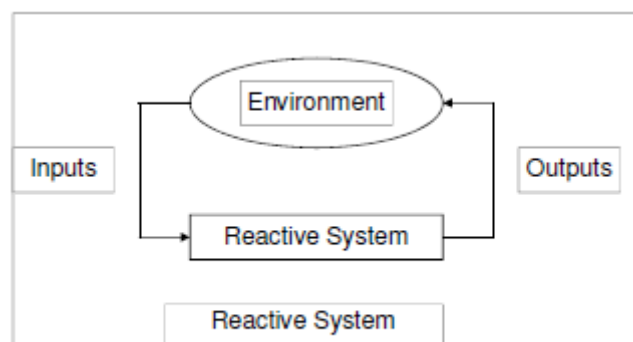 Environment
Inputs
Outputs
Reactive System
Reactive System